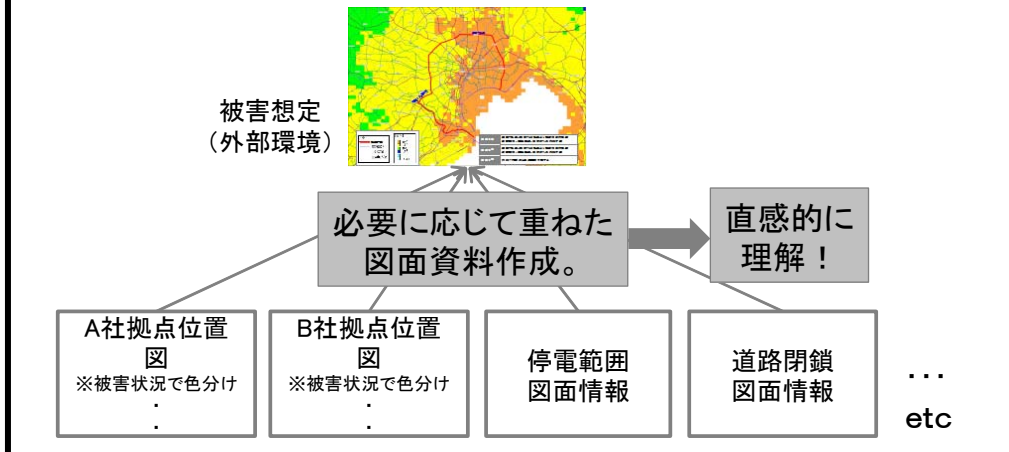 被害想定
（外部環境）
必要に応じて重ねた
図面資料作成。
直感的に
理解！
A社拠点位置
図
※被害状況で色分け
・
・
B社拠点位置
図
※被害状況で色分け
・
・
停電範囲
図面情報
道路閉鎖
図面情報
・・・
etc